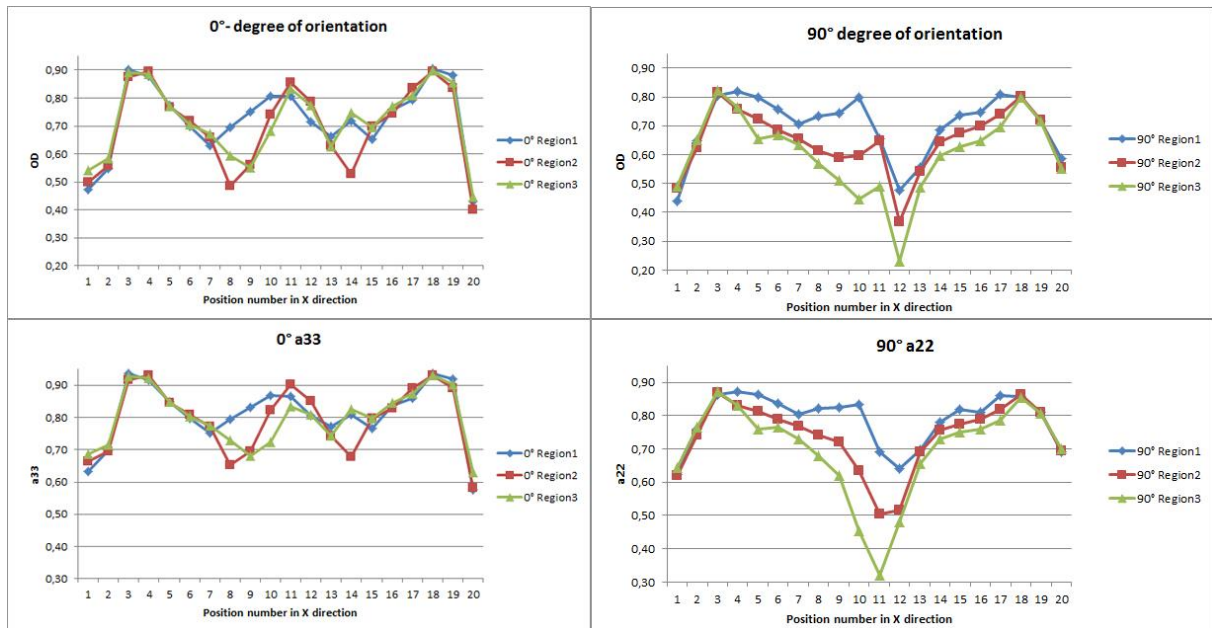 0°- degree of orientation
OD
0,90
0,80
0,70
0,60
0,50
0,40
0,30
0,20
1 2 3 4 5 6 7 8 9 10 11 12 13 14 15 16 17 18 19 20
Position number in X direction
0° Region1
0° Region2
0° Region3
90° degree of orientation
OD
0,90
0,80
0,70
0,60
0,50
0,40
0,30
0,20
1 2 3 4 5 6 7 8 9 10 11 12 13 14 15 16 17 18 19 20
Position number in X direction
90° Region1
90° Region2
90° Region3
0° a33
a33
0,90
0,80
0,70
0,60
0,50
0,40
0,30
1 2 3 4 5 6 7 8 9 10 11 12 13 14 15 16 17 18 19 20
Position number in X direction
0° Region1
0° Region2
0° Region3
90° a22
a22
0,90
0,80
0,70
0,60
0,50
0,40
0,30
1 2 3 4 5 6 7 8 9 10 11 12 13 14 15 16 17 18 19 20
Position number in X direction
90° Region1
90° Region2
90° Region3